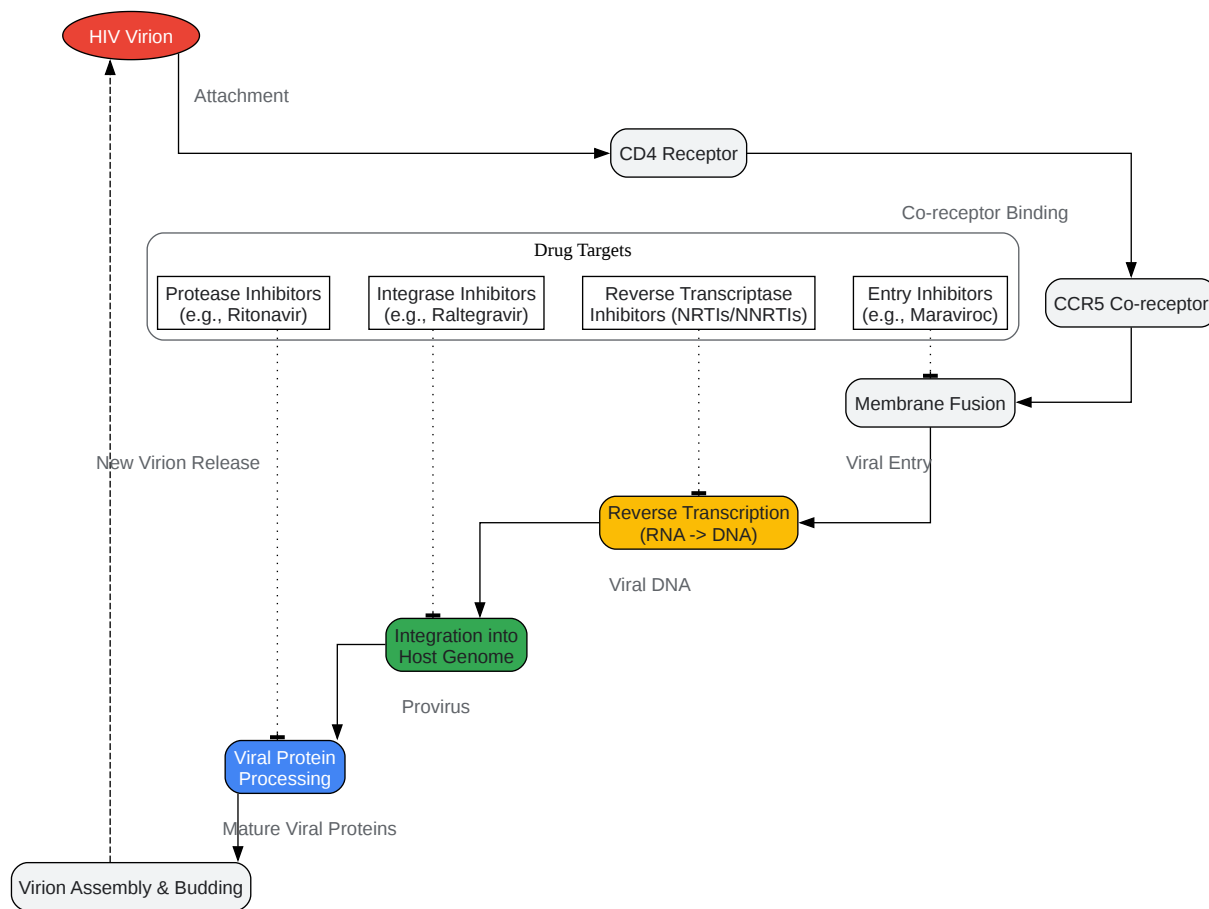 HIV Virion
Attachment
CD4 Receptor
Co-receptor Binding
Drug Targets
Protease Inhibitors
(e.g., Ritonavir)
Integrase Inhibitors
(e.g., Raltegravir)
Reverse Transcriptase
Inhibitors (NRTIs/NNRTIs)
Entry Inhibitors
(e.g., Maraviroc)
CCR5 Co-receptor
Membrane Fusion
New Virion Release
Viral Entry
Reverse Transcription
(RNA -> DNA)
Viral DNA
Integration into
Host Genome
Provirus
Viral Protein
Processing
Mature Viral Proteins
Virion Assembly & Budding